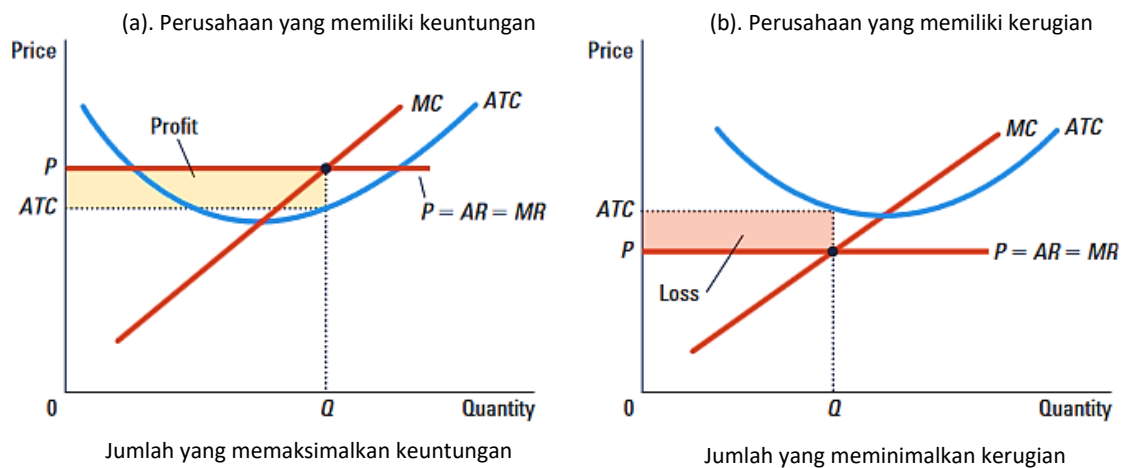 (a). Perusahaan yang memiliki keuntungan
Price
MC
ATC
Profit
P
ATC
P = AR = MR
0
Q
Quantity
Jumlah yang memaksimalkan keuntungan
(b). Perusahaan yang memiliki kerugian
Price
MC
ATC
ATC
P
P = AR = MR
Loss
0
Q
Quantity
Jumlah yang meminimalkan kerugian